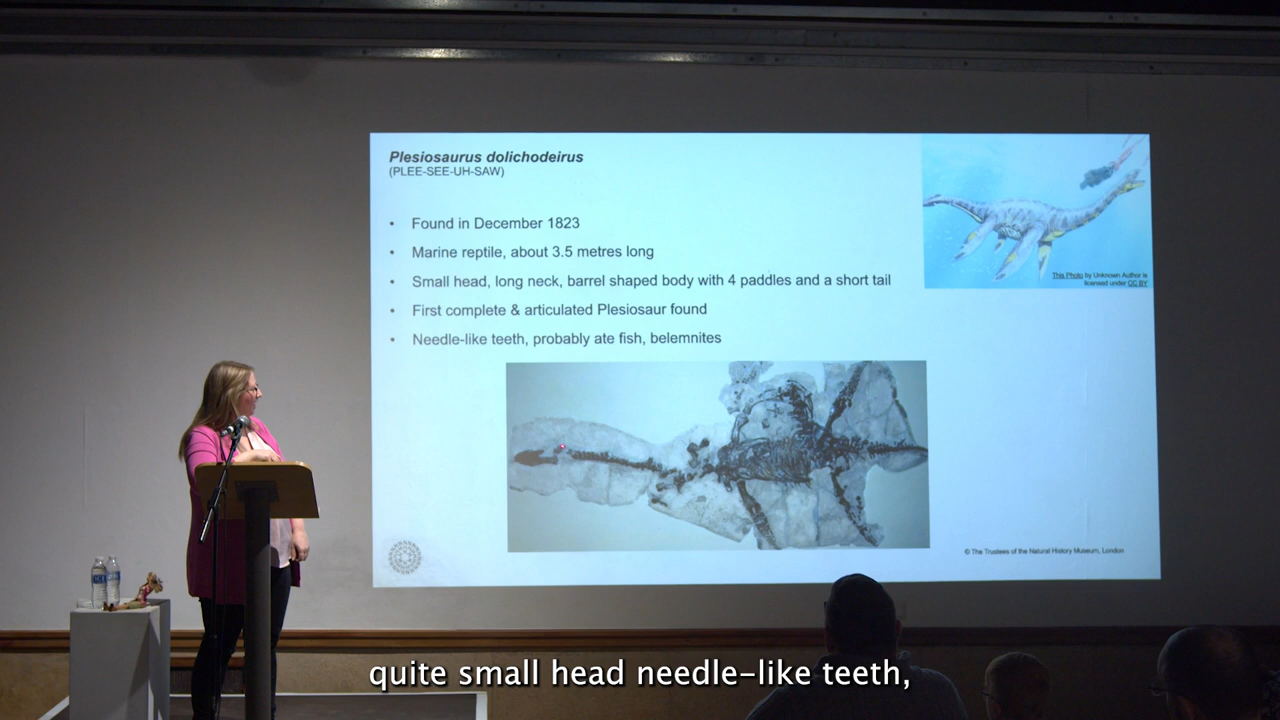 Plesiosaurus dolichodeirus
(PLEE-SEE-UH-SAW)
• Found in December 1823
• Marine reptile, about 3.5 metres long
• Small head, long neck, barrel shaped body with 4 paddles and a short tail
• First complete & articulated Plesiosaur found
• Needle-like teeth, probably ate fish, belemnites
This Photo by Unknown Author is
licensed under CC BY
© The Trustees of the Natural History Museum, London
quite small head needle-like teeth,